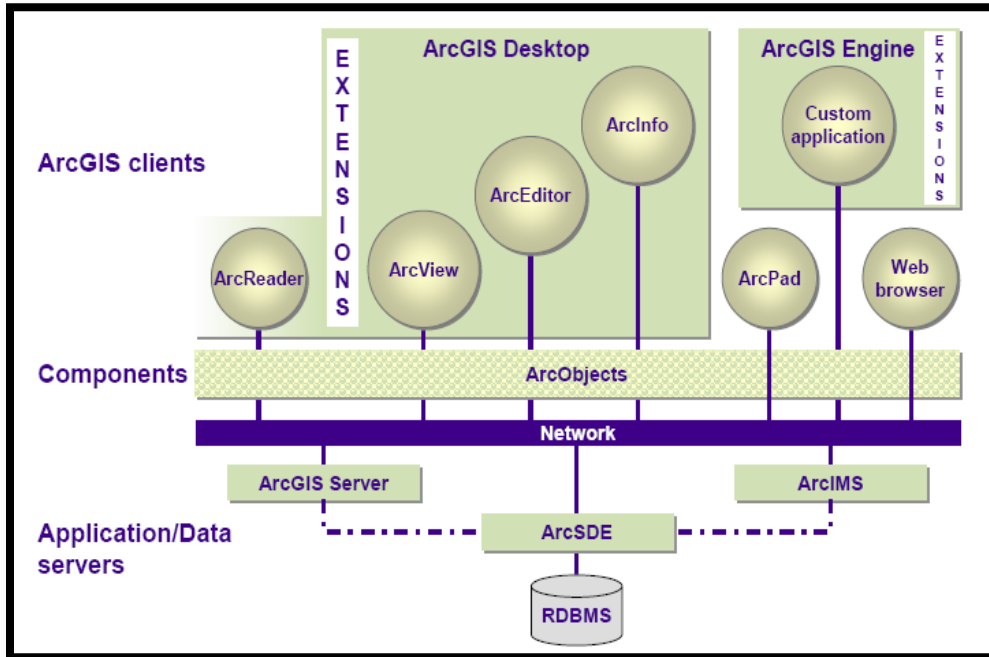 ArcGIS Desktop
ArcGIS Engine
EXTENSIONS
EXTENSIONS
ArcInfo
Custom
application
ArcGIS clients
ArcEditor
ArcReader
ArcView
ArcPad
Web
browser
Components
ArcObjects
Network
ArcGIS Server
ArcIMS
Application/Data
servers
ArcSDE
RDBMS